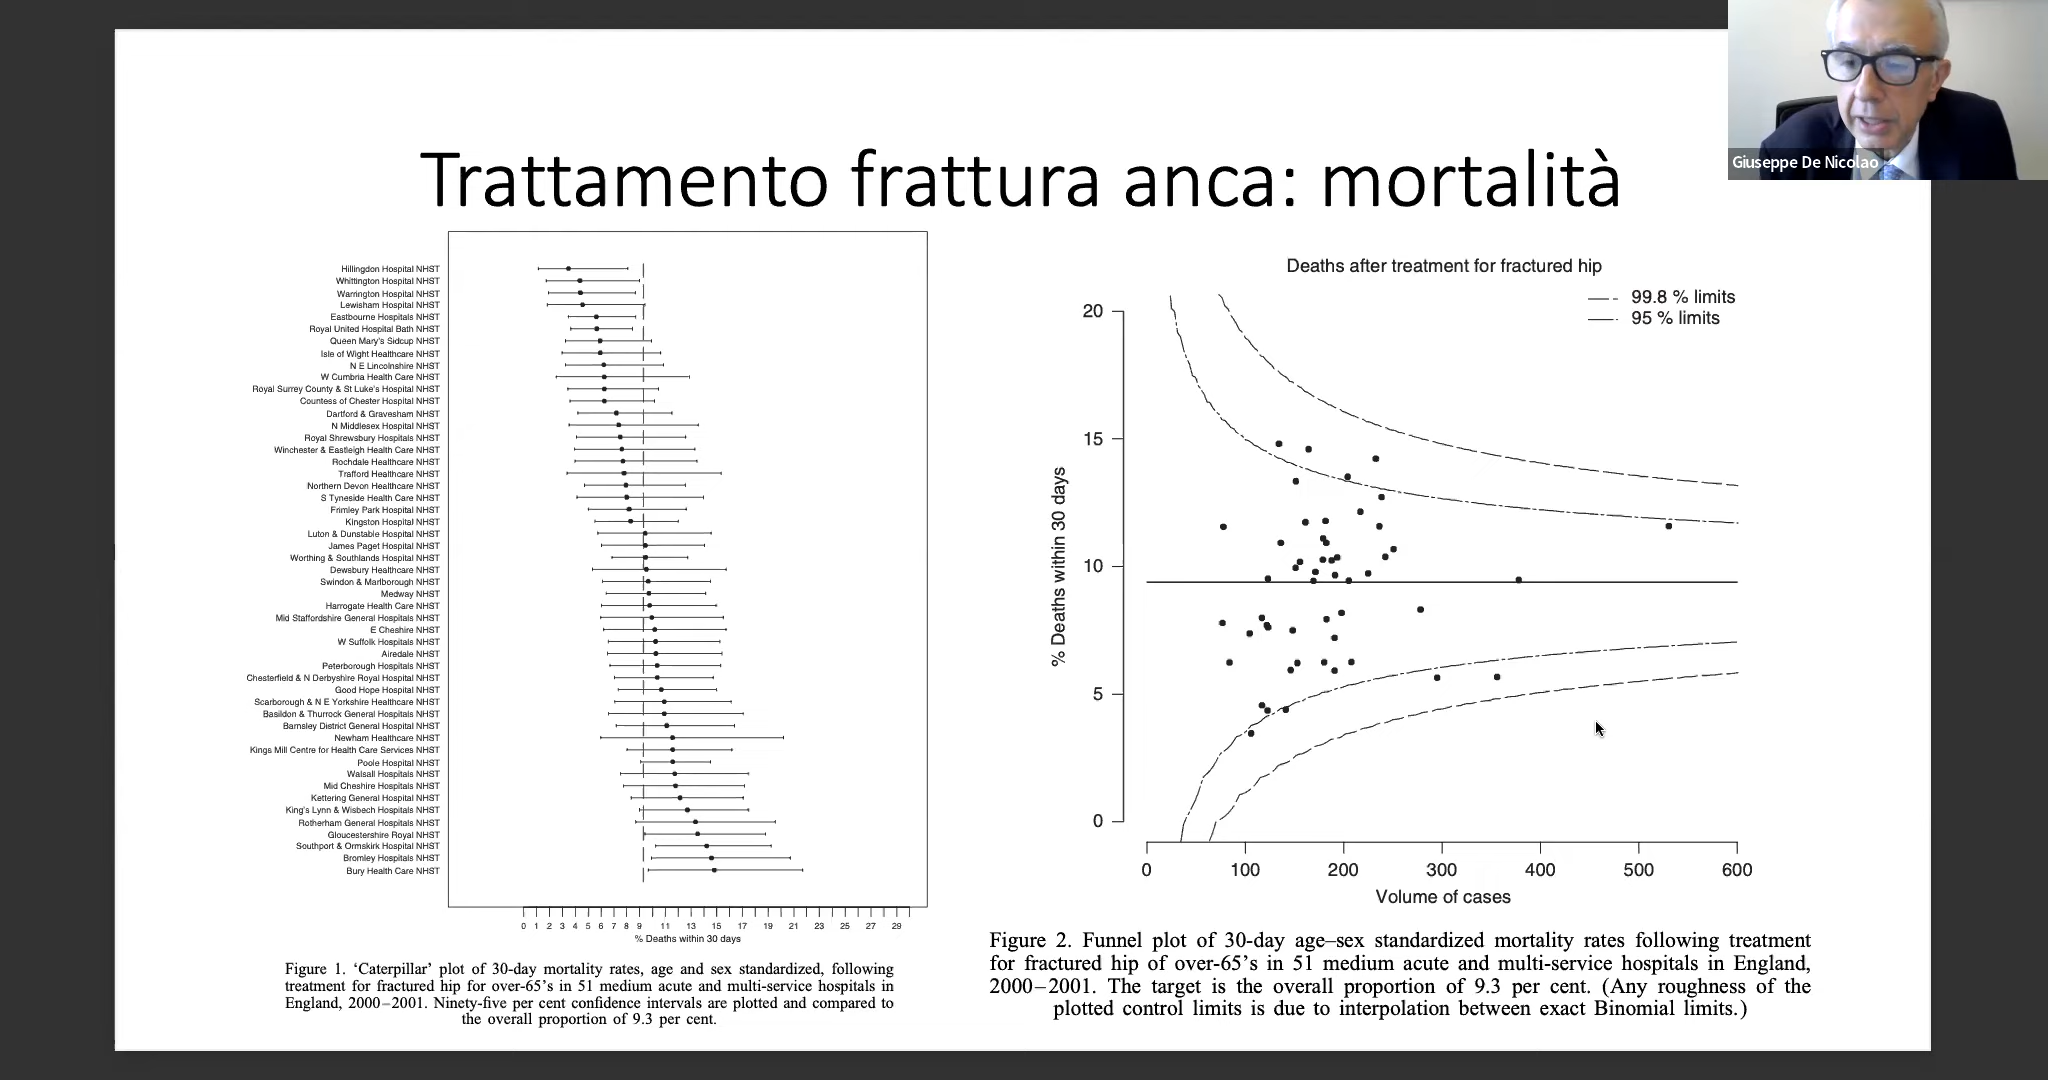 Giuseppe De Nicolao
Trattamento frattura anca: mortalità
Hillingdon Hospital NHST
Whittington Hospital NHST
Warrington Hospital NHST
Lewisham Hospital NHST
Eastbourne Hospitals NHST
Royal United Hospital Bath NHST
Queen Mary's Sidcup NHST
Isle of Wight Healthcare NHST
N E Lincolnshire NHST
W Cumbria Health Care NHST
Royal Surrey County & St Luke's Hospital NHST
Countess of Chester Hospital NHST
Dartford & Gravesham NHST
N Middlesex Hospital NHST
Royal Shrewsbury Hospitals NHST
Winchester & Eastleigh Health Care NHST
Rochdale Healthcare NHST
Trafford Healthcare NHST
Northern Devon Healthcare NHST
S Tyneside Health Care NHST
Frimley Park Hospital NHST
Kingston Hospital NHST
Luton & Dunstable Hospital NHST
James Paget Hospital NHST
Worthing & Southlands Hospital NHST
Dewsbury Healthcare NHST
Swindon & Marlborough NHST
Medway NHST
Harrogate Health Care NHST
Mid Staffordshire General Hospitals NHST
E Cheshire NHST
W Suffolk Hospitals NHST
Airedale NHST
Peterborough Hospitals NHST
Chesterfield & N Derbyshire Royal Hospital NHST
Good Hope Hospital NHST
Scarborough & N E Yorkshire Healthcare NHST
Basildon & Thurrock General Hospitals NHST
Barnsley District General Hospital NHST
Newham Healthcare NHST
Kings Mill Centre for Health Care Services NHST
Poole Hospital NHST
Walsall Hospitals NHST
Mid Cheshire Hospitals NHST
Kettering General Hospital NHST
King's Lynn & Wisbech Hospitals NHST
Rotherham General Hospitals NHST
Gloucestershire Royal NHST
Southport & Ormskirk Hospital NHST
Bromley Hospitals NHST
Bury Health Care NHST
0 1 2 3 4 5 6 7 8 9 11 13 15 17 19 21 23 25 27 29
% Deaths within 30 days
Figure 1. ‘Caterpillar’ plot of 30-day mortality rates, age and sex standardized, following
treatment for fractured hip for over-65’s in 51 medium acute and multi-service hospitals in
England, 2000–2001. Ninety-five per cent confidence intervals are plotted and compared to
the overall proportion of 9.3 per cent.
Deaths after treatment for fractured hip
99.8 % limits
95 % limits
% Deaths within 30 days
20
15
10
5
0
0 100 200 300 400 500 600
Volume of cases
Figure 2. Funnel plot of 30-day age–sex standardized mortality rates following treatment
for fractured hip of over-65’s in 51 medium acute and multi-service hospitals in England,
2000–2001. The target is the overall proportion of 9.3 per cent. (Any roughness of the
plotted control limits is due to interpolation between exact Binomial limits.)